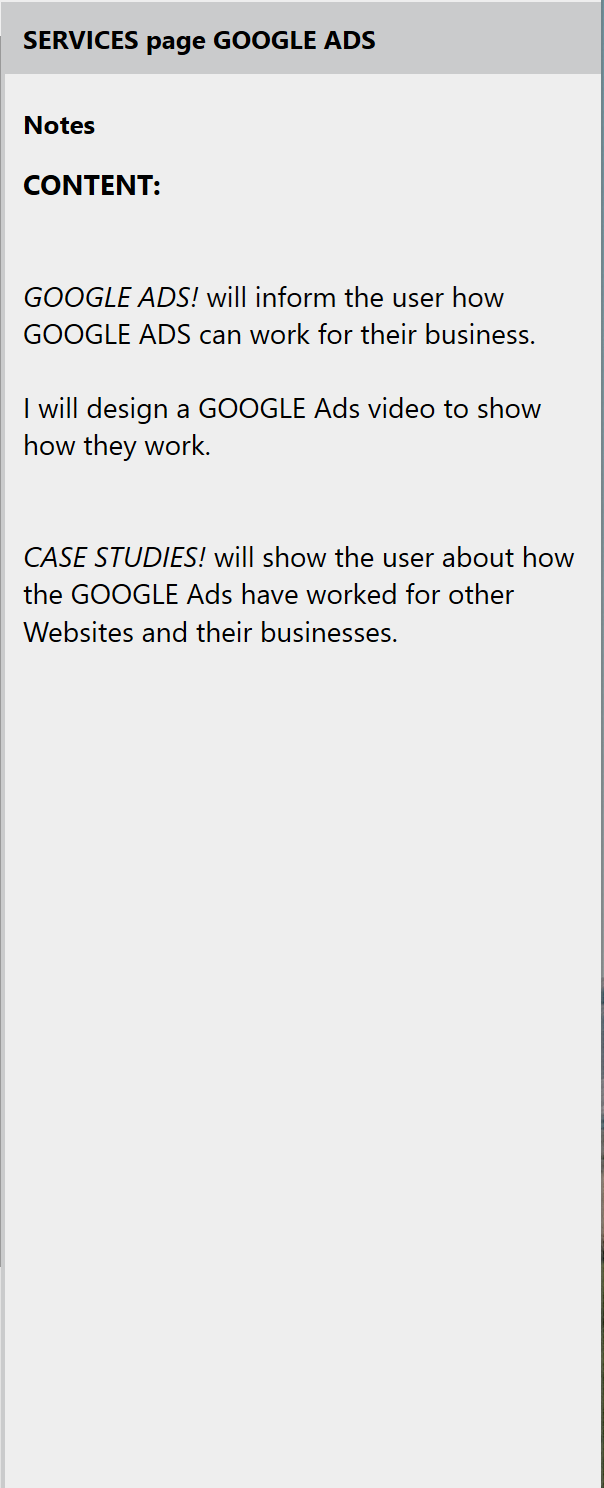 SERVICES page GOOGLE ADS
Notes
CONTENT:
GOOGLE ADS! will inform the user how
GOOGLE ADS can work for their business.
I will design a GOOGLE Ads video to show
how they work.
CASE STUDIES! will show the user about how
the GOOGLE Ads have worked for other
Websites and their businesses.